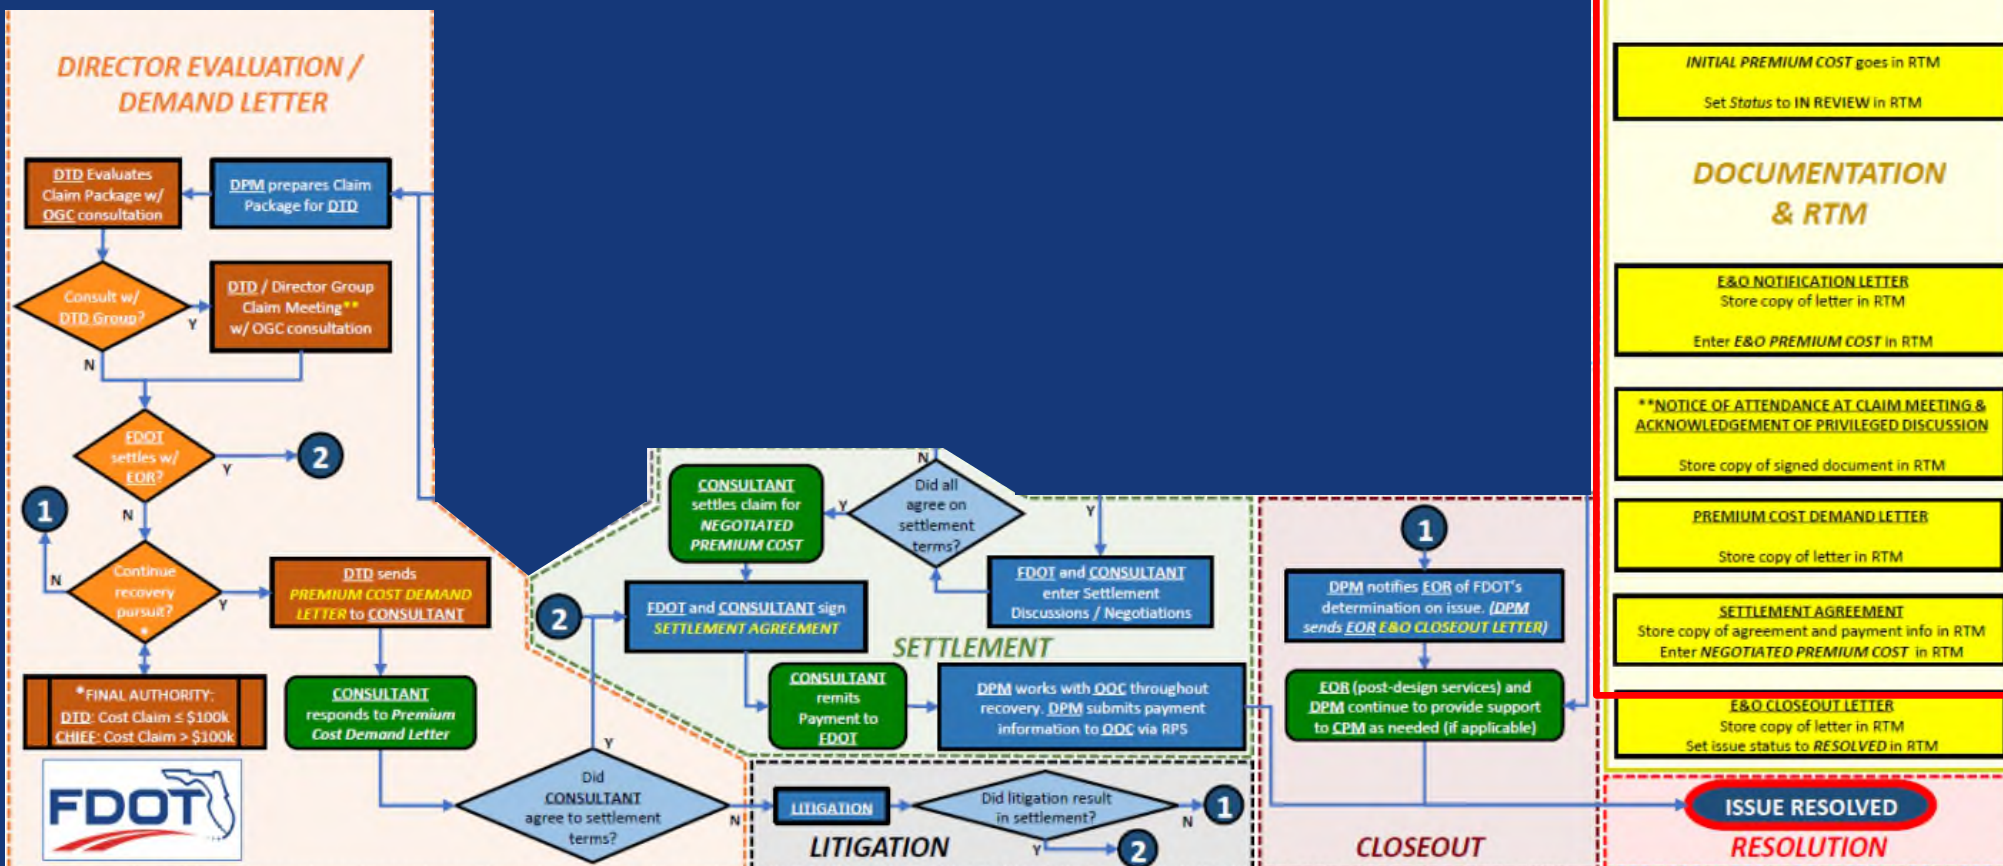 DIRECTOR EVALUATION /
DEMAND LETTER
DTD Evaluates
Claim Package w/
OGC consultation
DPM prepares Claim
Package for DTD
Consult w/
DTD Group?
Y
N
DTD / Director Group
Claim Meeting**
w/ OGC consultation
FDOT
settles w/
EOR?
Y
2
N
1
Continue
recovery
pursuit?
*
N
Y
DTD sends
PREMIUM COST DEMAND
LETTER to CONSULTANT
*FINAL AUTHORITY:
DTD: Cost Claim ≤ $100k
CHIEF: Cost Claim > $100k
CONSULTANT
responds to Premium
Cost Demand Letter
FDOT
Did
CONSULTANT
agree to settlement
terms?
Y
N
CONSULTANT
settles claim for
NEGOTIATED
PREMIUM COST
Y
N
Did all
agree on
settlement
terms?
Y
FDOT and CONSULTANT
enter Settlement
Discussions / Negotiations
2
FDOT and CONSULTANT sign
SETTLEMENT AGREEMENT
SETTLEMENT
CONSULTANT
remits
Payment to
FDOT
DPM works with OOC throughout
recovery. DPM submits payment
information to OOC via RPS
LITIGATION
Did litigation result
in settlement?
N
1
Y
2
LITIGATION
1
DPM notifies EOR of FDOT's
determination on issue. (DPM
sends EOR E&O CLOSEOUT LETTER)
EOR (post-design services) and
DPM continue to provide support
to CPM as needed (if applicable)
CLOSEOUT
INITIAL PREMIUM COST goes in RTM
Set Status to IN REVIEW in RTM
DOCUMENTATION
& RTM
E&O NOTIFICATION LETTER
Store copy of letter in RTM
Enter E&O PREMIUM COST in RTM
**NOTICE OF ATTENDANCE AT CLAIM MEETING &
ACKNOWLEDGEMENT OF PRIVILEGED DISCUSSION
Store copy of signed document in RTM
PREMIUM COST DEMAND LETTER
Store copy of letter in RTM
SETTLEMENT AGREEMENT
Store copy of agreement and payment info in RTM
Enter NEGOTIATED PREMIUM COST in RTM
E&O CLOSEOUT LETTER
Store copy of letter in RTM
Set issue status to RESOLVED in RTM
ISSUE RESOLVED
RESOLUTION